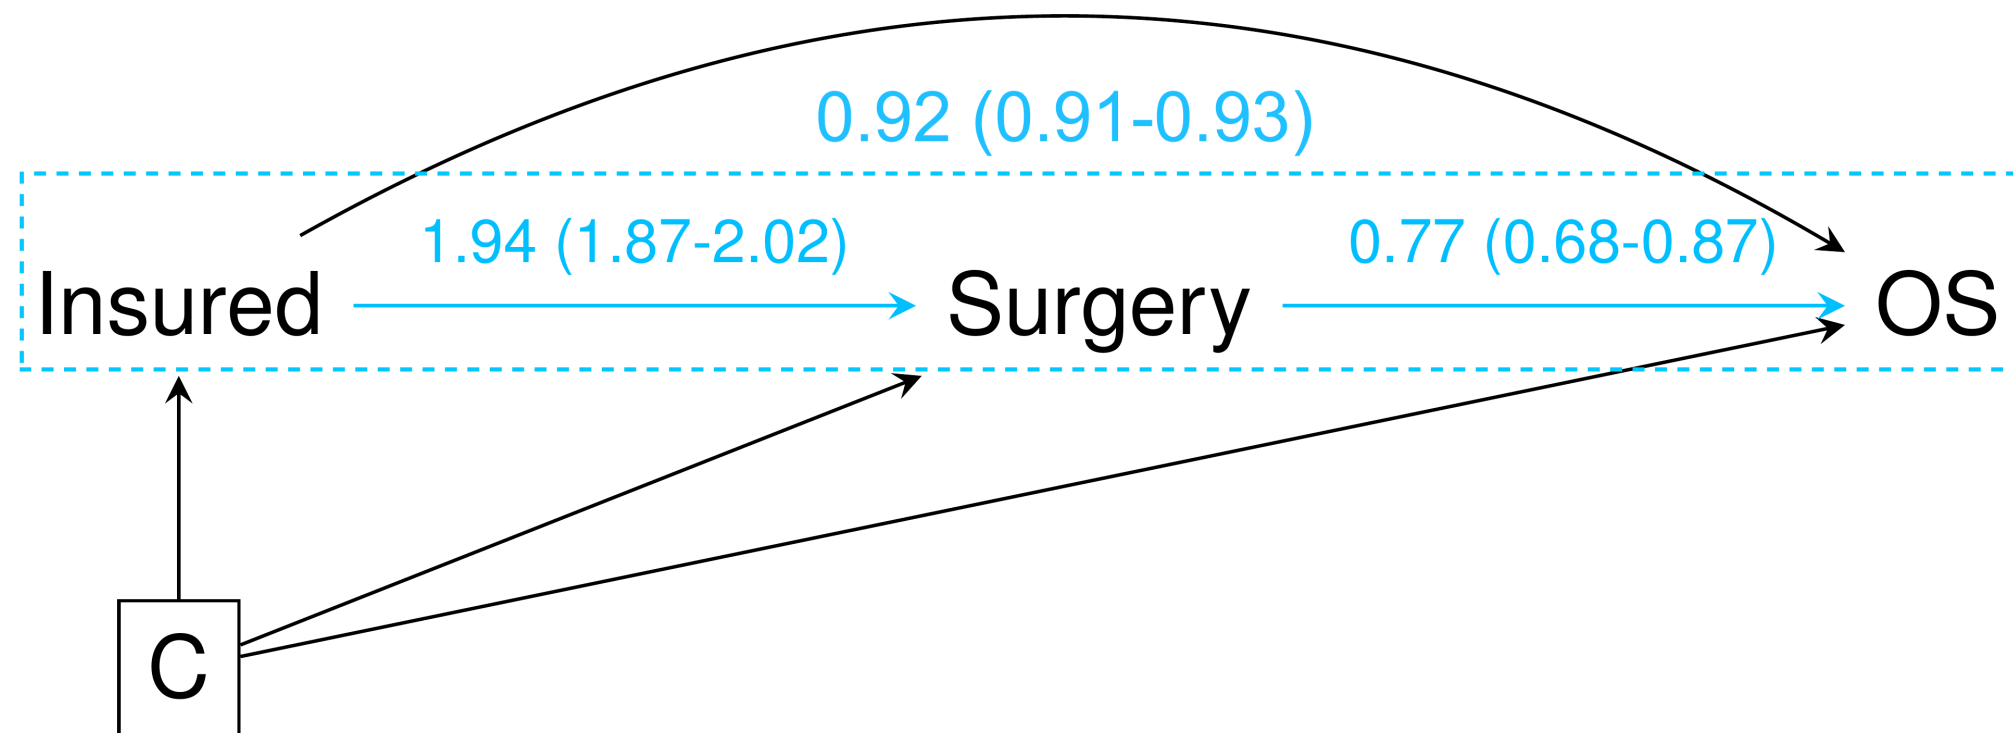 0.92 (0.91-0.93)
1.94 (1.87-2.02) 0.77 (0.68-0.87)
Insured Surgery OS
C